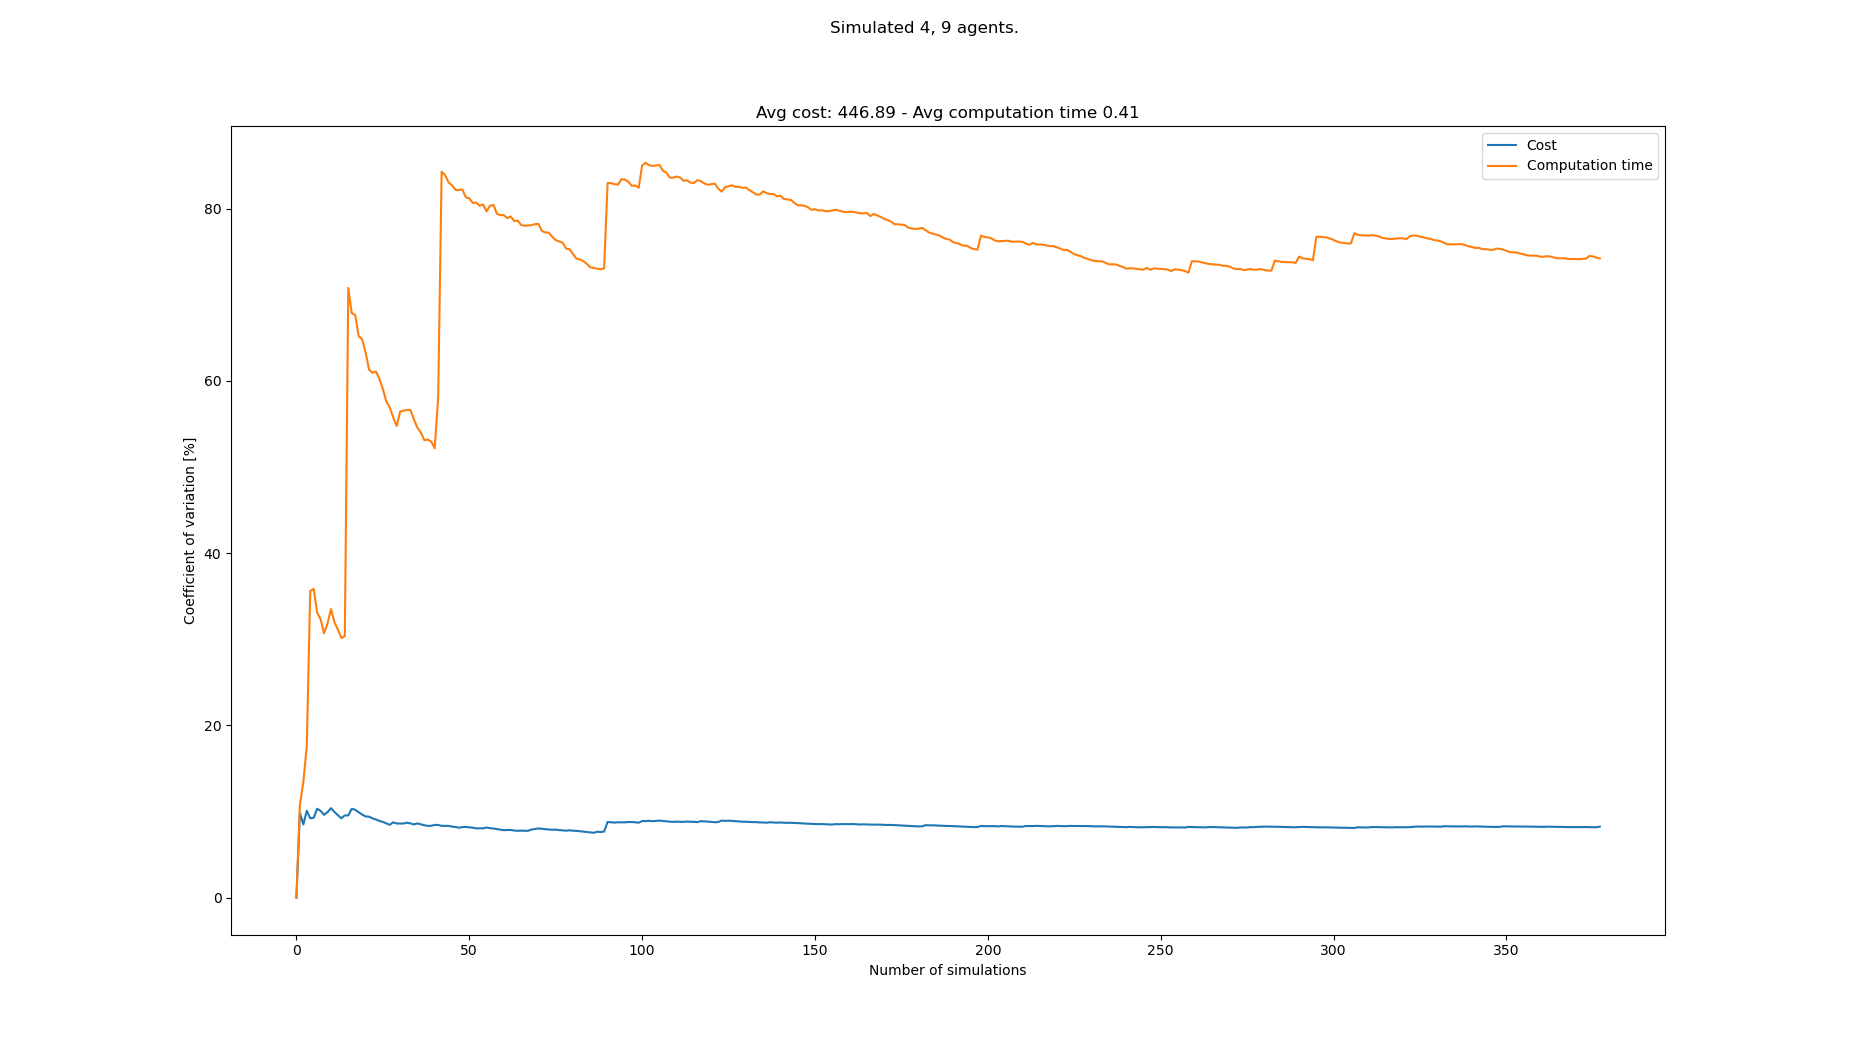 Simulated 4, 9 agents.
Avg cost: 446.89 - Avg computation time 0.41
Cost
Computation time
80
60
40
20
0
Coefficient of variation [%]
0 50 100 150 200 250 300 350
Number of simulations